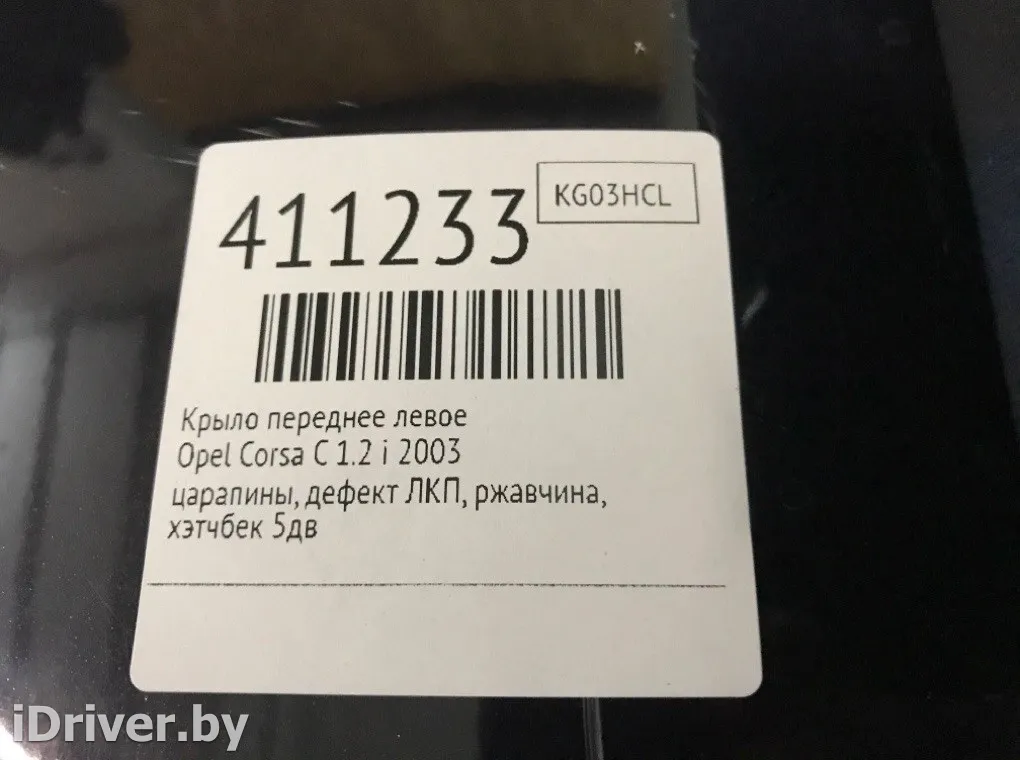 411233
KG03HCL
Крыло переднее левое
Opel Corsa C 1.2 i 2003
царапины, дефект ЛКП, ржавчина,
хэтчбек 5дв
iDriver.by